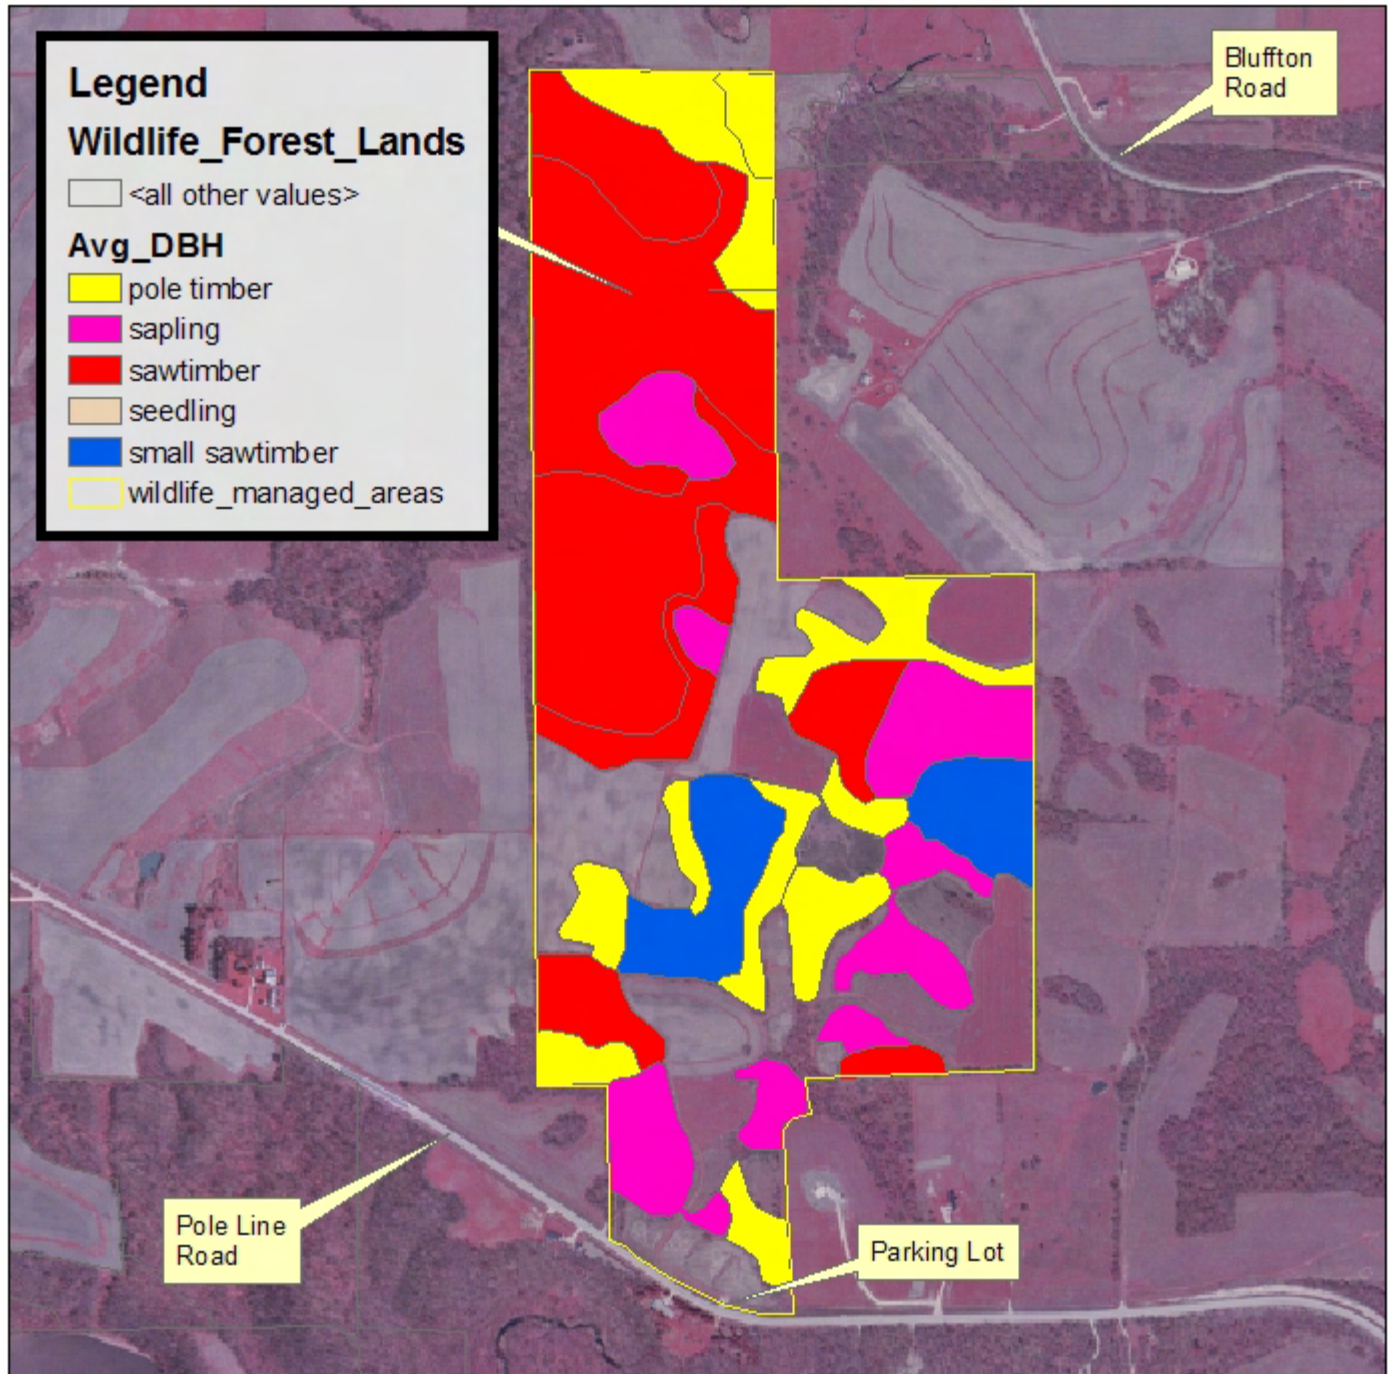 Legend
Wildlife_Forest_Lands
<all other values>
Avg_DBH
pole timber
sapling
sawtimber
seedling
small sawtimber
wildlife_managed_areas
Bluffton
Road
Pole Line
Road
Parking Lot